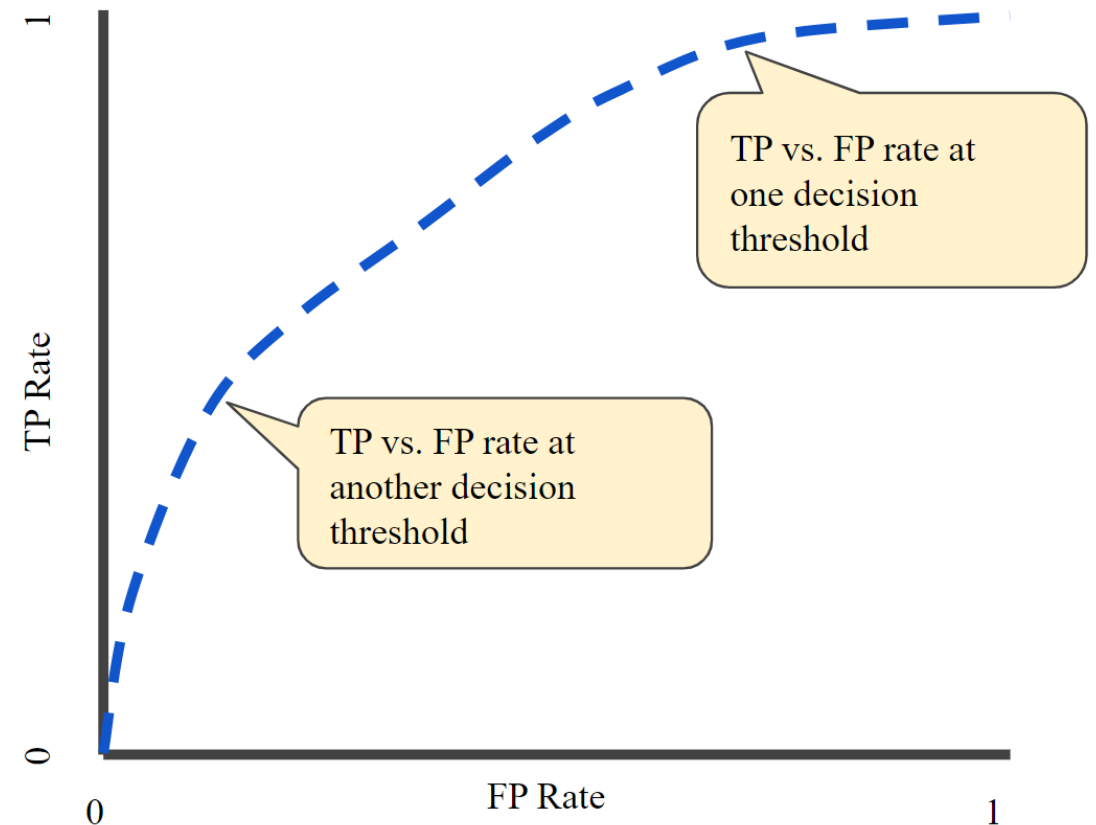 1
TP vs. FP rate at
one decision
threshold
TP Rate
TP vs. FP rate at
another decision
threshold
0
FP Rate
0
1